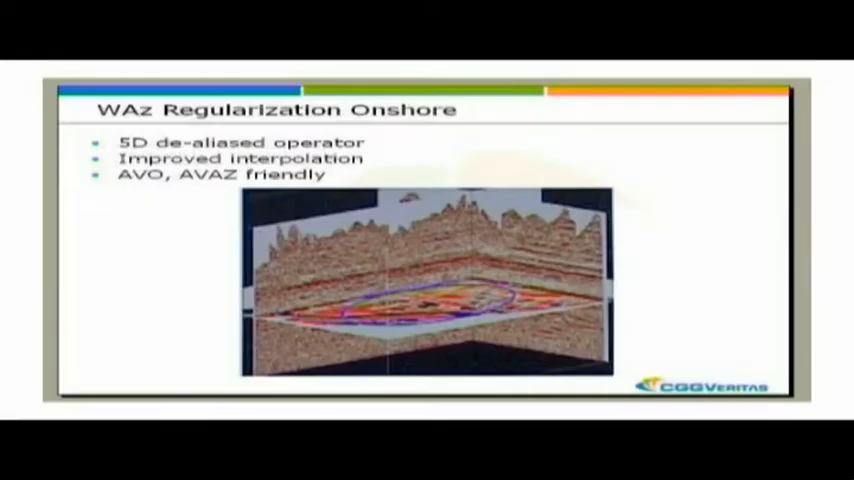 WAz Regularization Onshore
5D de-aliased operator
Improved interpolation
AVO, AVAZ friendly
CGGVERITAS